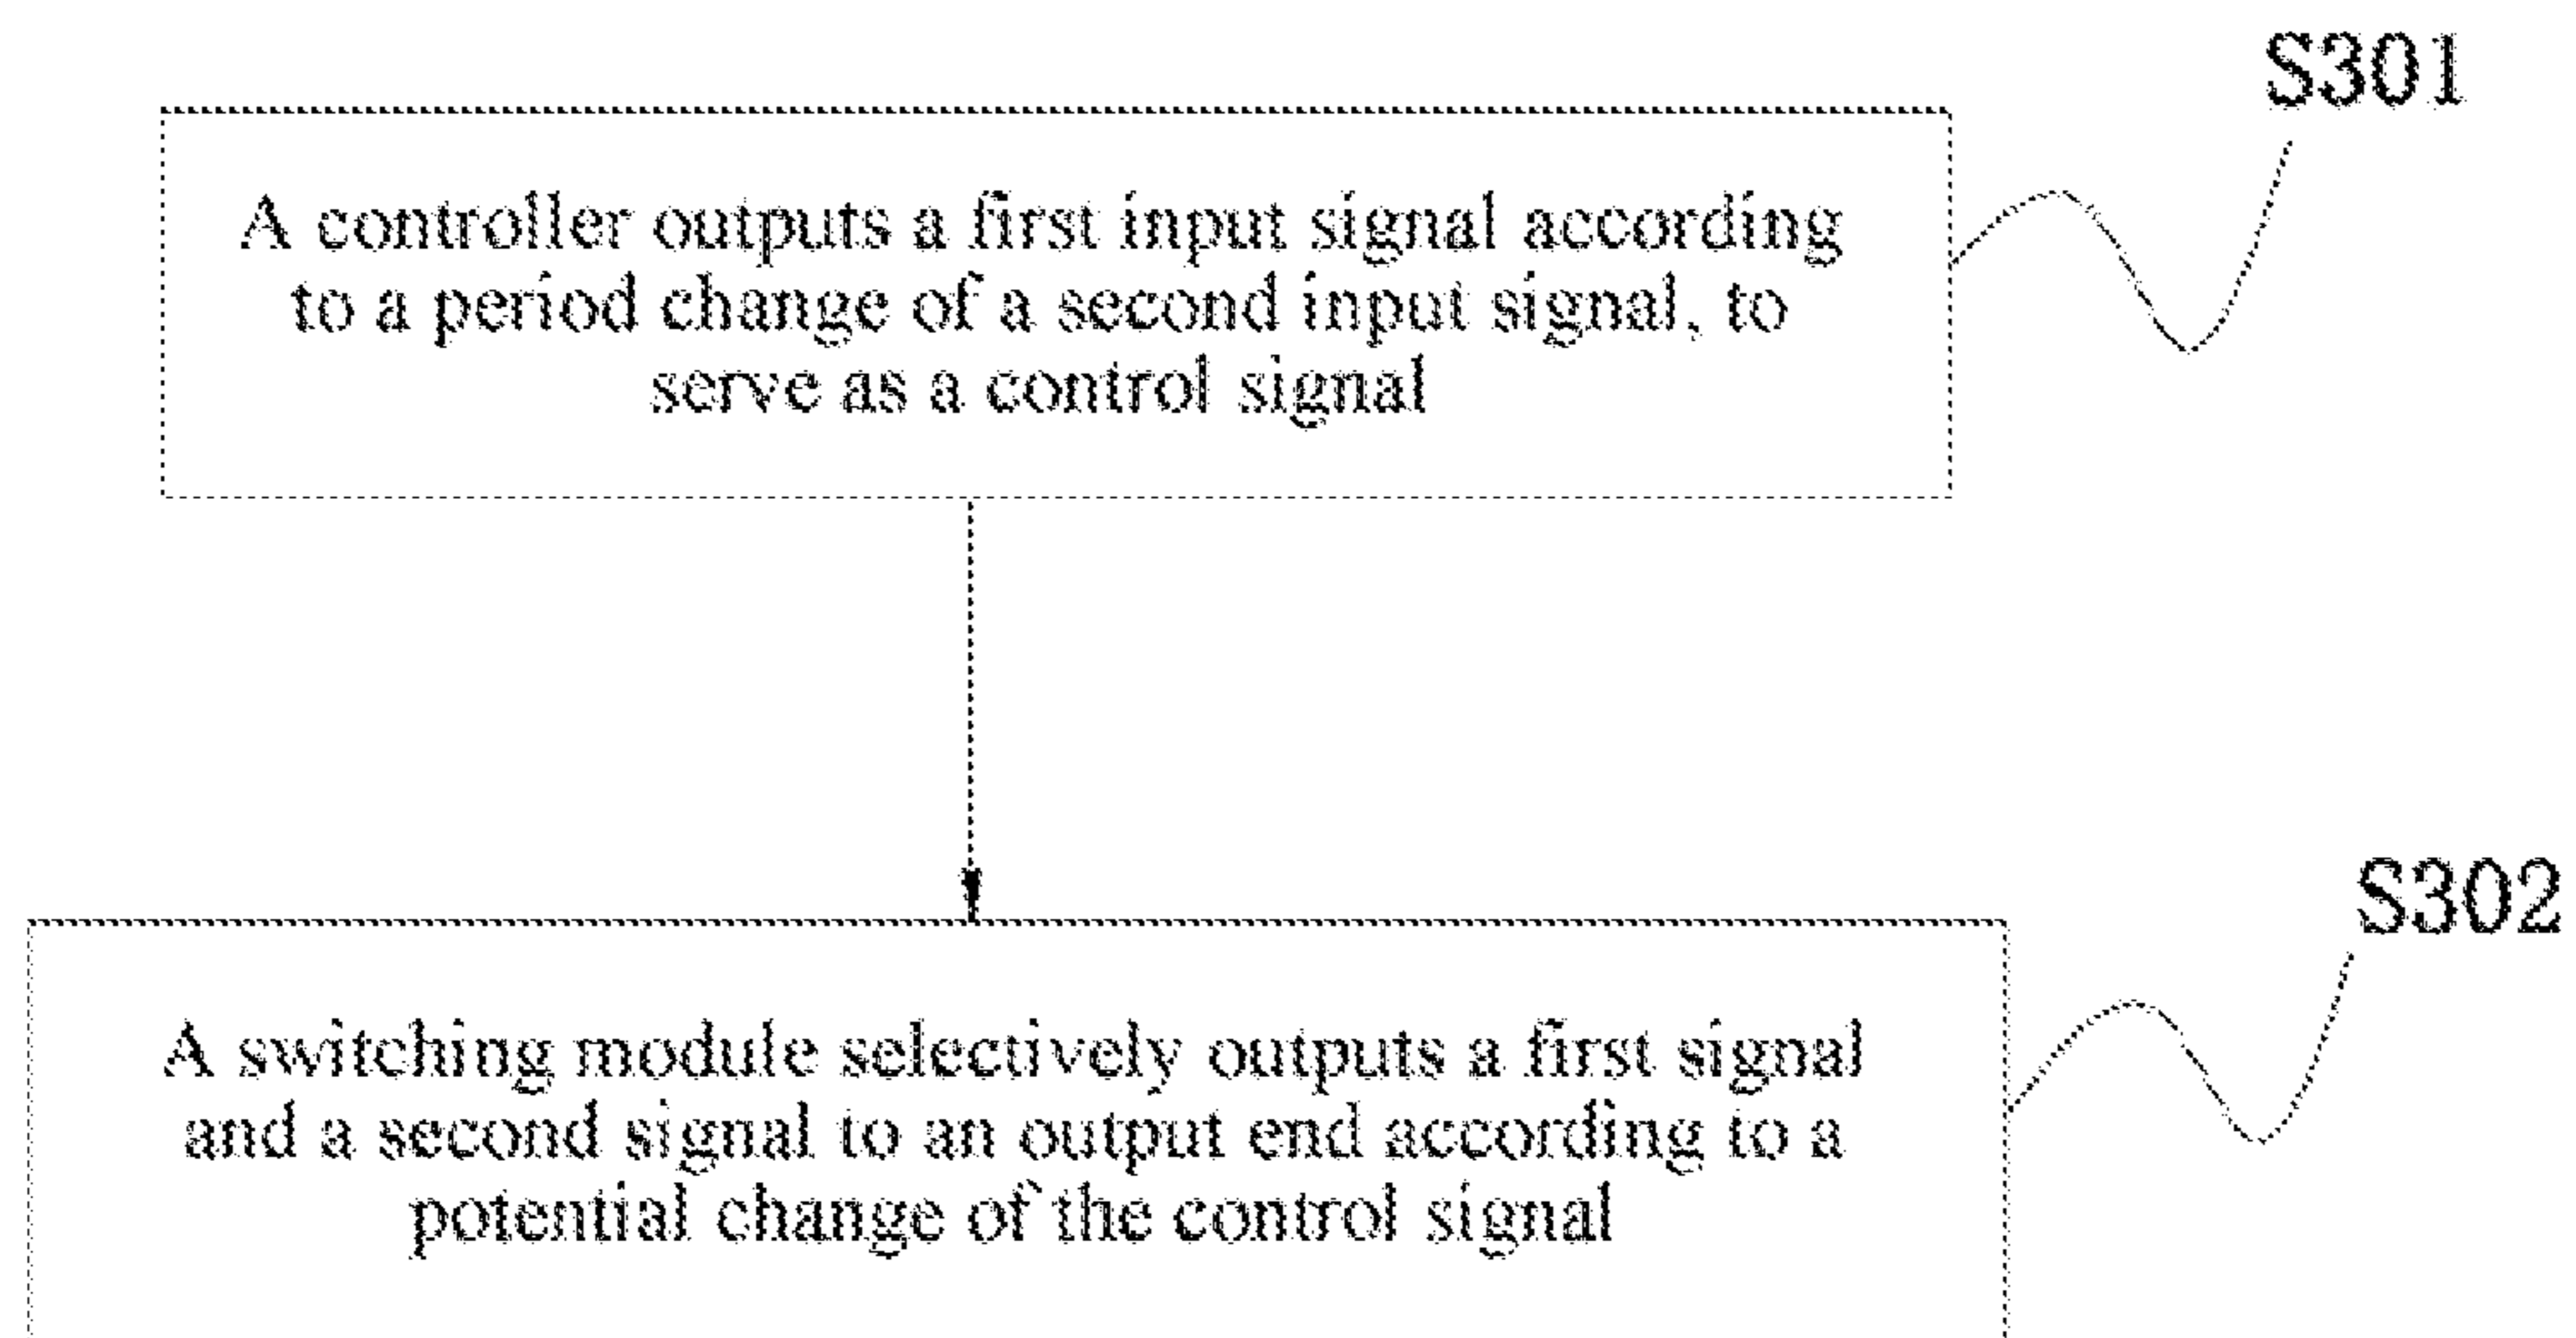 S301
A controller outputs a first input signal according
to a period change of a second input signal, to
serve as a control signal
S302
A switching module selectively outputs a first signal
and a second signal to an output end according to a
potential change of the control signal